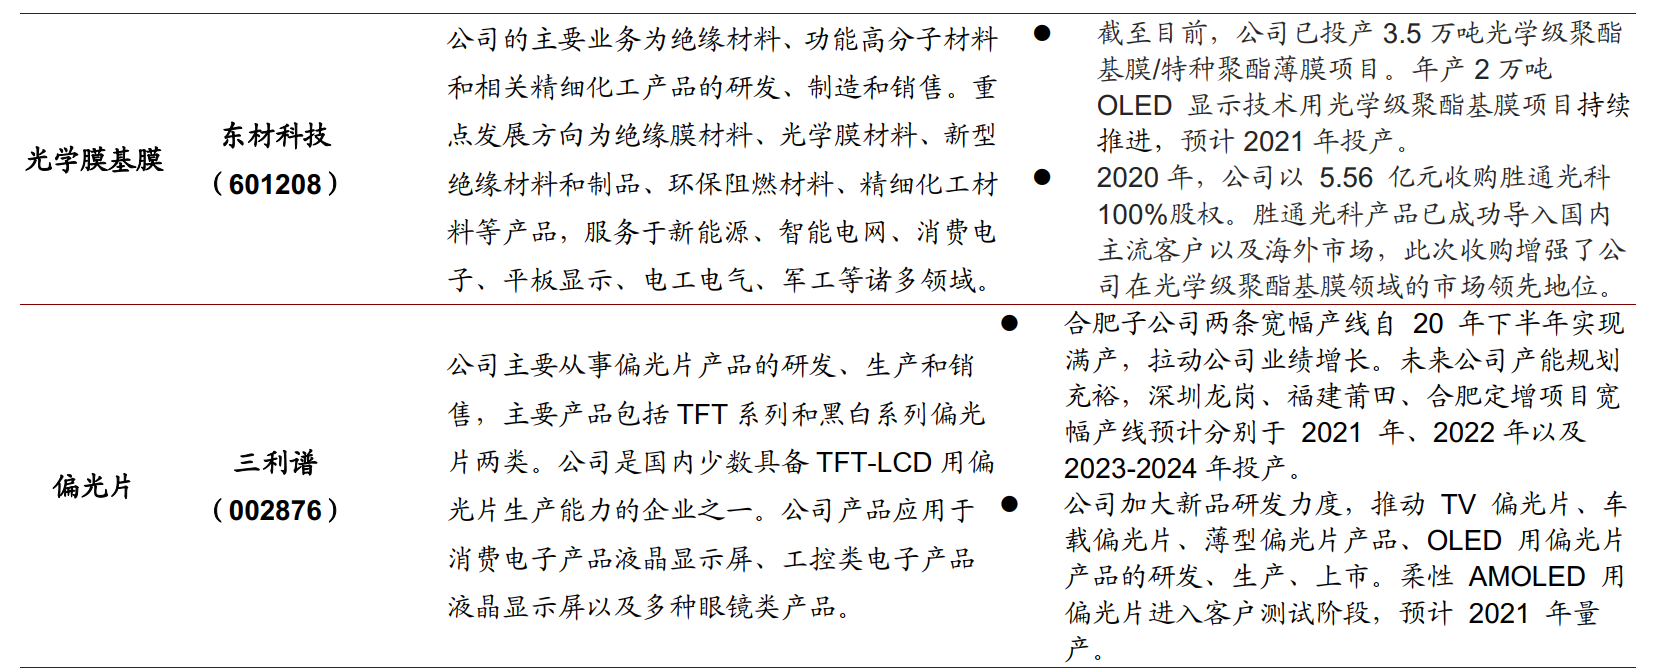 光学膜基膜
东材科技
（601208）
公司的主要业务为绝缘材料、功能高分子材料
和相关精细化工产品的研发、制造和销售。重
点发展方向为绝缘膜材料、光学膜材料、新型
绝缘材料和制品、环保阻燃材料、精细化工材
料等产品，服务于新能源、智能电网、消费电
子、平板显示、电工电气、军工等诸多领域。
● 截至目前，公司已投产 3.5 万吨光学级聚酯
基膜/特种聚酯薄膜项目。年产 2 万吨
OLED 显示技术用光学级聚酯基膜项目持续
推进，预计 2021 年投产。
● 2020 年，公司以 5.56 亿元收购胜通光科
100%股权。胜通光科产品已成功导入国内
主流客户以及海外市场，此次收购增强了公
司在光学级聚酯基膜领域的市场领先地位。
偏光片
三利谱
（002876）
公司主要从事偏光片产品的研发、生产和销
售，主要产品包括 TFT 系列和黑白系列偏光
片两类。公司是国内少数具备 TFT-LCD 用偏
光片生产能力的企业之一。公司产品应用于
消费电子产品液晶显示屏、工控类电子产品
液晶显示屏以及多种眼镜类产品。
● 合肥子公司两条宽幅产线自 20 年下半年实现
满产，拉动公司业绩增长。未来公司产能规划
充裕，深圳龙岗、福建莆田、合肥定增项目宽
幅产线预计分别于 2021 年、2022 年以及
2023-2024 年投产。
● 公司加大新品研发力度，推动 TV 偏光片、车
载偏光片、薄型偏光片产品、OLED 用偏光片
产品的研发、生产、上市。柔性 AMOLED 用
偏光片进入客户测试阶段，预计 2021 年量
产。